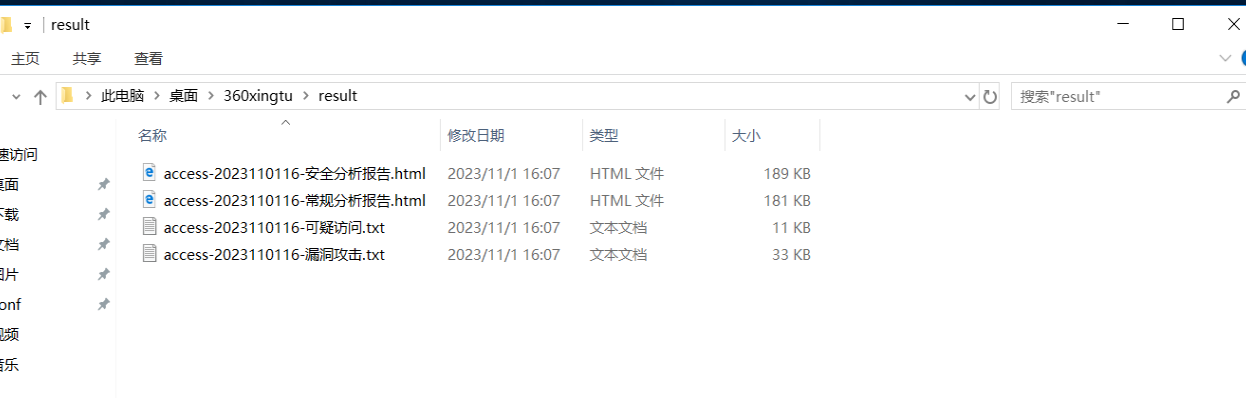 result
主页 共享 查看
此电脑 桌面 360xingtu result 搜索"result"
名称 修改日期 类型 大小
速访问
access-2023110116-安全分析报告.html 2023/11/1 16:07 HTML 文件 189 KB
桌面
access-2023110116-常规分析报告.html 2023/11/1 16:07 HTML 文件 181 KB
下载
access-2023110116-可疑访问.txt 2023/11/1 16:07 文本文档 11 KB
文档
access-2023110116-漏洞攻击.txt 2023/11/1 16:07 文本文档 33 KB
图片
onf
视频
音乐